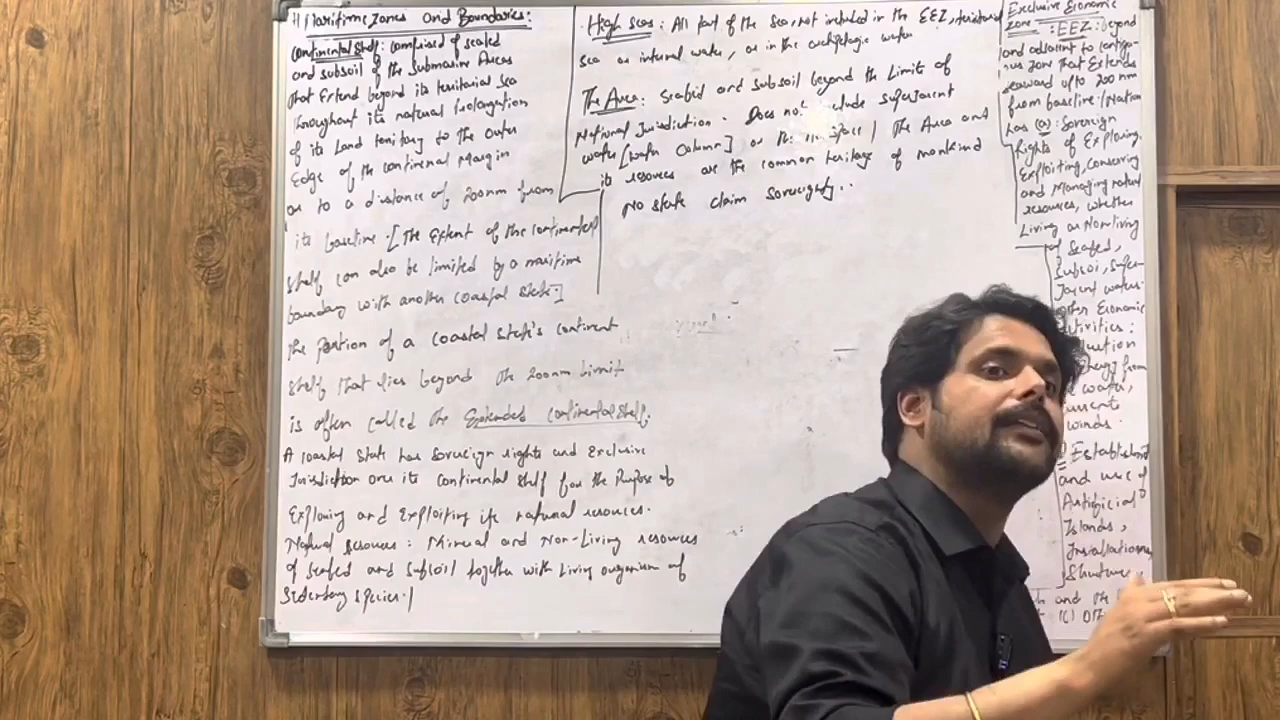 Maritime Zones and Boundaries:
Continental Shelf: comprised of seabed
and subsoil of the Submarine Areas
that Extend beyond its territorial Sea
throughout its natural prolongation
of its Land territory to the outer
Edge of the continental Margin
or to a distance of 200nm from
its baseline. [The Extent of the continental
shelf can also be limited by a maritime
boundary with another coastal State.]
The portion of a coastal state's continent
shelf that lies beyond the 200nm Limit
is often called the Extended Continental Shelf.
A coastal State has sovereign rights and Exclusive
Jurisdiction over its continental shelf for the Purpose of
Exploring and Exploiting its natural resources.
Natural resources: Mineral and Non-Living resources
of seabed and subsoil together with Living organism of
Sedentary species.
High Seas: All part of the Sea not included in the EEZ, territorial
sea or internal water, or in the archipelagic water
The Area: Seabed and subsoil beyond the Limits of
National Jurisdiction. Does not include superjacent
water [water Column] or the Air space | The Area and
its resources are the common heritage of mankind
No state claim sovereignty..
Exclusive Economic
Zone: EEZ: Beyond
and adjacent to contigo-
us zone that Extends
seaward upto 200nm
from baseline. Nation
has (a): Sovereign
Rights of Exploring,
Exploiting, Conserving
and Managing natural
resources, whether
Living or Non-living
of Seabed,
Subsoil, Super-
Jacent waters.
Economic
from
water,
winds.
Establishment
and use of
Artificial
Islands,
Installations,
Structures
and the
(c)